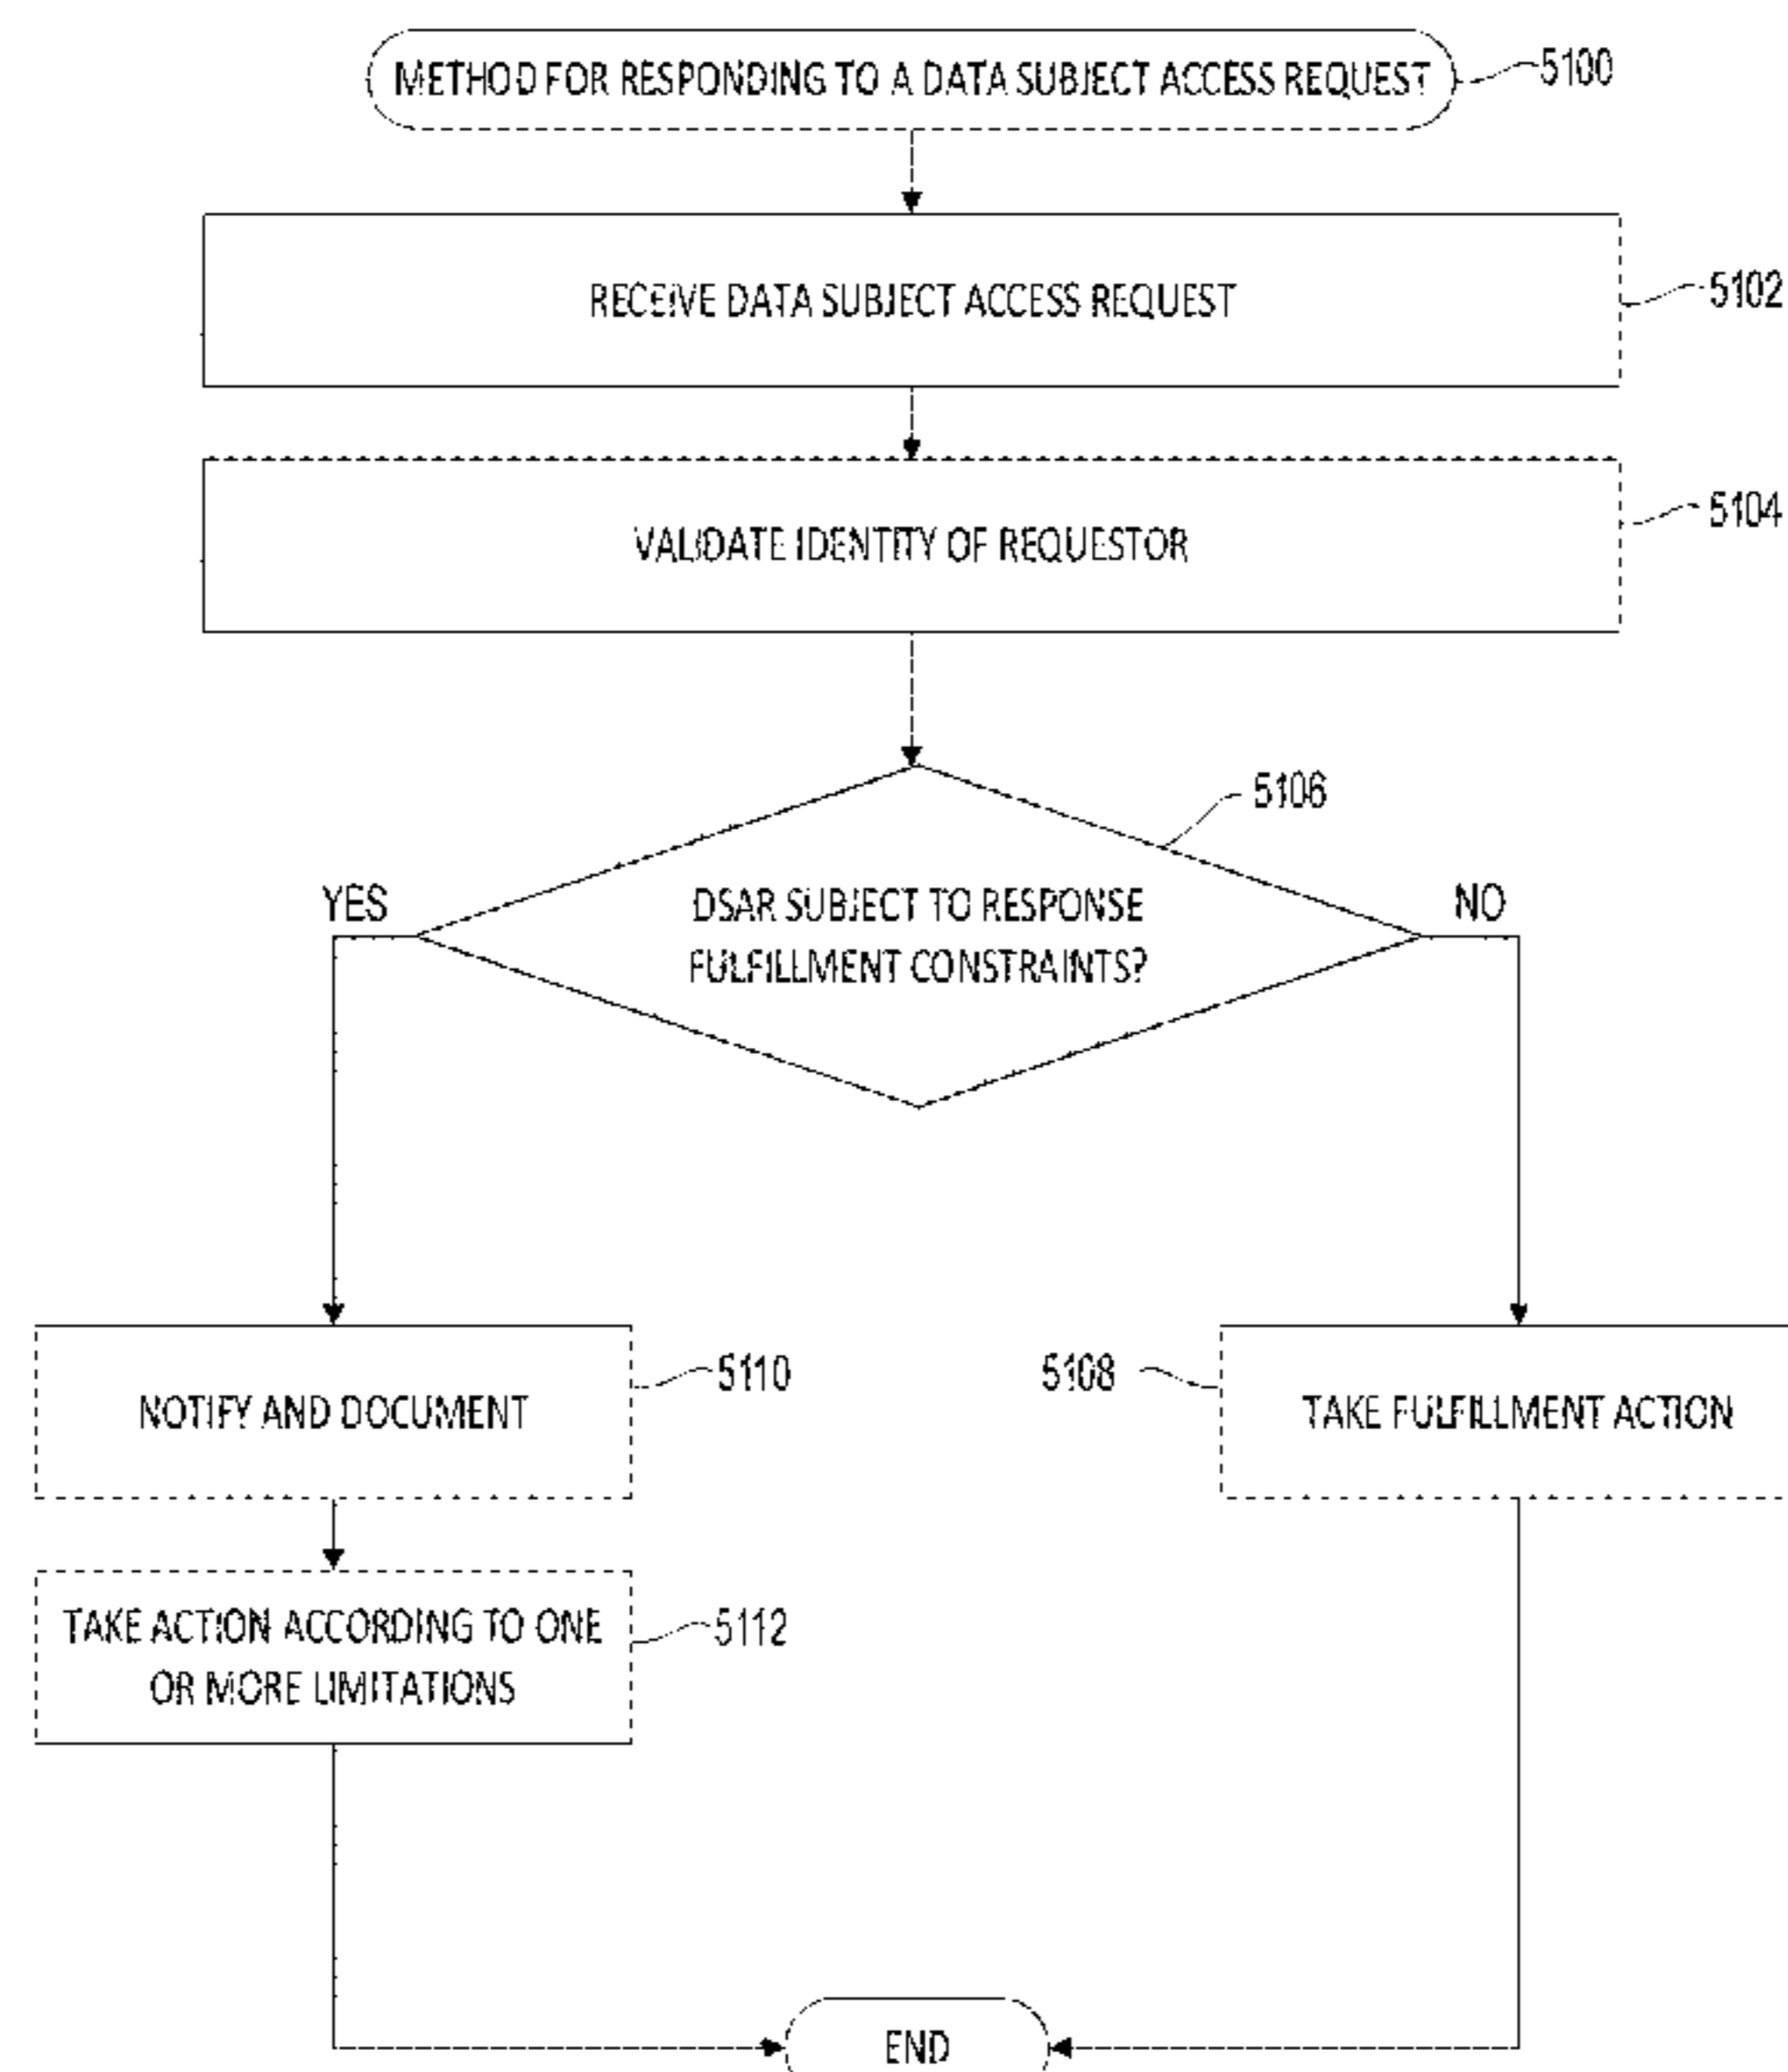 METHOD FOR RESPONDING TO A DATA SUBJECT ACCESS REQUEST
5100
RECEIVE DATA SUBJECT ACCESS REQUEST
5102
VALIDATE IDENTITY OF REQUESTOR
5104
5106
YES
DSAR SUBJECT TO RESPONSE
FULFILLMENT CONSTRAINTS?
NO
NOTIFY AND DOCUMENT
5110
5108
TAKE FULFILLMENT ACTION
TAKE ACTION ACCORDING TO ONE
OR MORE LIMITATIONS
5112
END